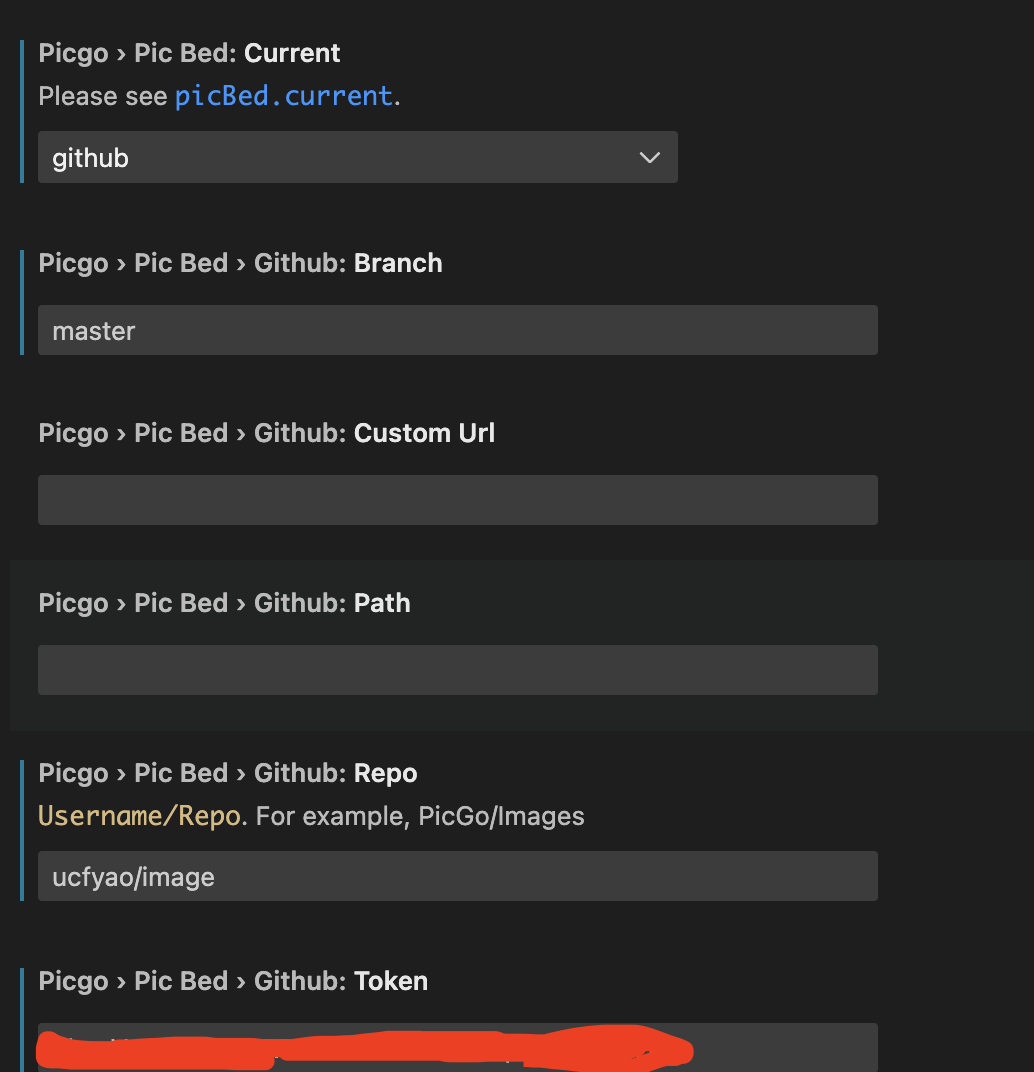 Picgo › Pic Bed: Current
Please see picBed.current.
github
Picgo › Pic Bed › Github: Branch
master
Picgo › Pic Bed › Github: Custom Url
Picgo › Pic Bed › Github: Path
Picgo › Pic Bed › Github: Repo
Username/Repo. For example, PicGo/Images
ucfyao/image
Picgo › Pic Bed › Github: Token